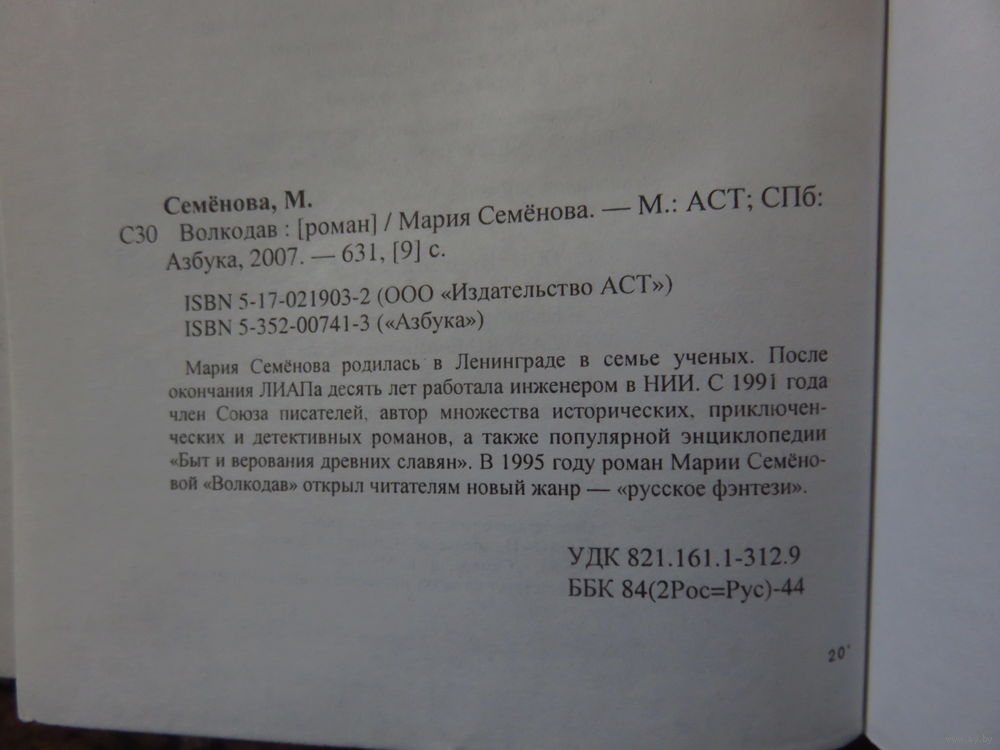 Семёнова, М.
С30 Волкодав : [роман] / Мария Семёнова. — М.: АСТ; СПб:
Азбука, 2007. — 631, [9] с.
ISBN 5-17-021903-2 (ООО «Издательство АСТ»)
ISBN 5-352-00741-3 («Азбука»)
Мария Семёнова родилась в Ленинграде в семье ученых. После
окончания ЛИАПа десять лет работала инженером в НИИ. С 1991 года
член Союза писателей, автор множества исторических, приключен-
ческих и детективных романов, а также популярной энциклопедии
«Быт и верования древних славян». В 1995 году роман Марии Семёно-
вой «Волкодав» открыл читателям новый жанр — «русское фэнтези».
УДК 821.161.1-312.9
ББК 84(2Рос=Рус)-44
20
www.ay.by